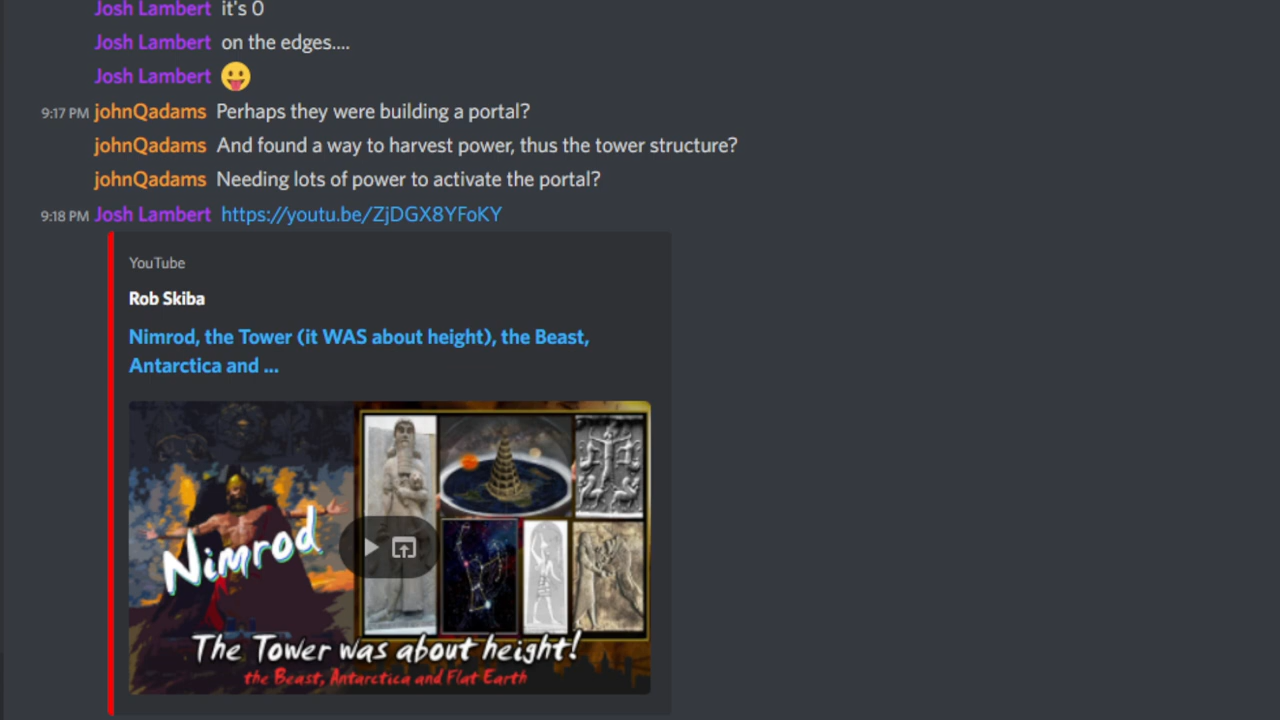 Josh Lambert it's 0
Josh Lambert on the edges....
Josh Lambert 😛
9:17 PM johnQadams Perhaps they were building a portal?
johnQadams And found a way to harvest power, thus the tower structure?
johnQadams Needing lots of power to activate the portal?
9:18 PM Josh Lambert https://youtu.be/ZjDGX8YFoKY
YouTube
Rob Skiba
Nimrod, the Tower (it WAS about height), the Beast,
Antarctica and ...
Nimrod
The Tower was about height!
the Beast, Antarctica and Flat Earth